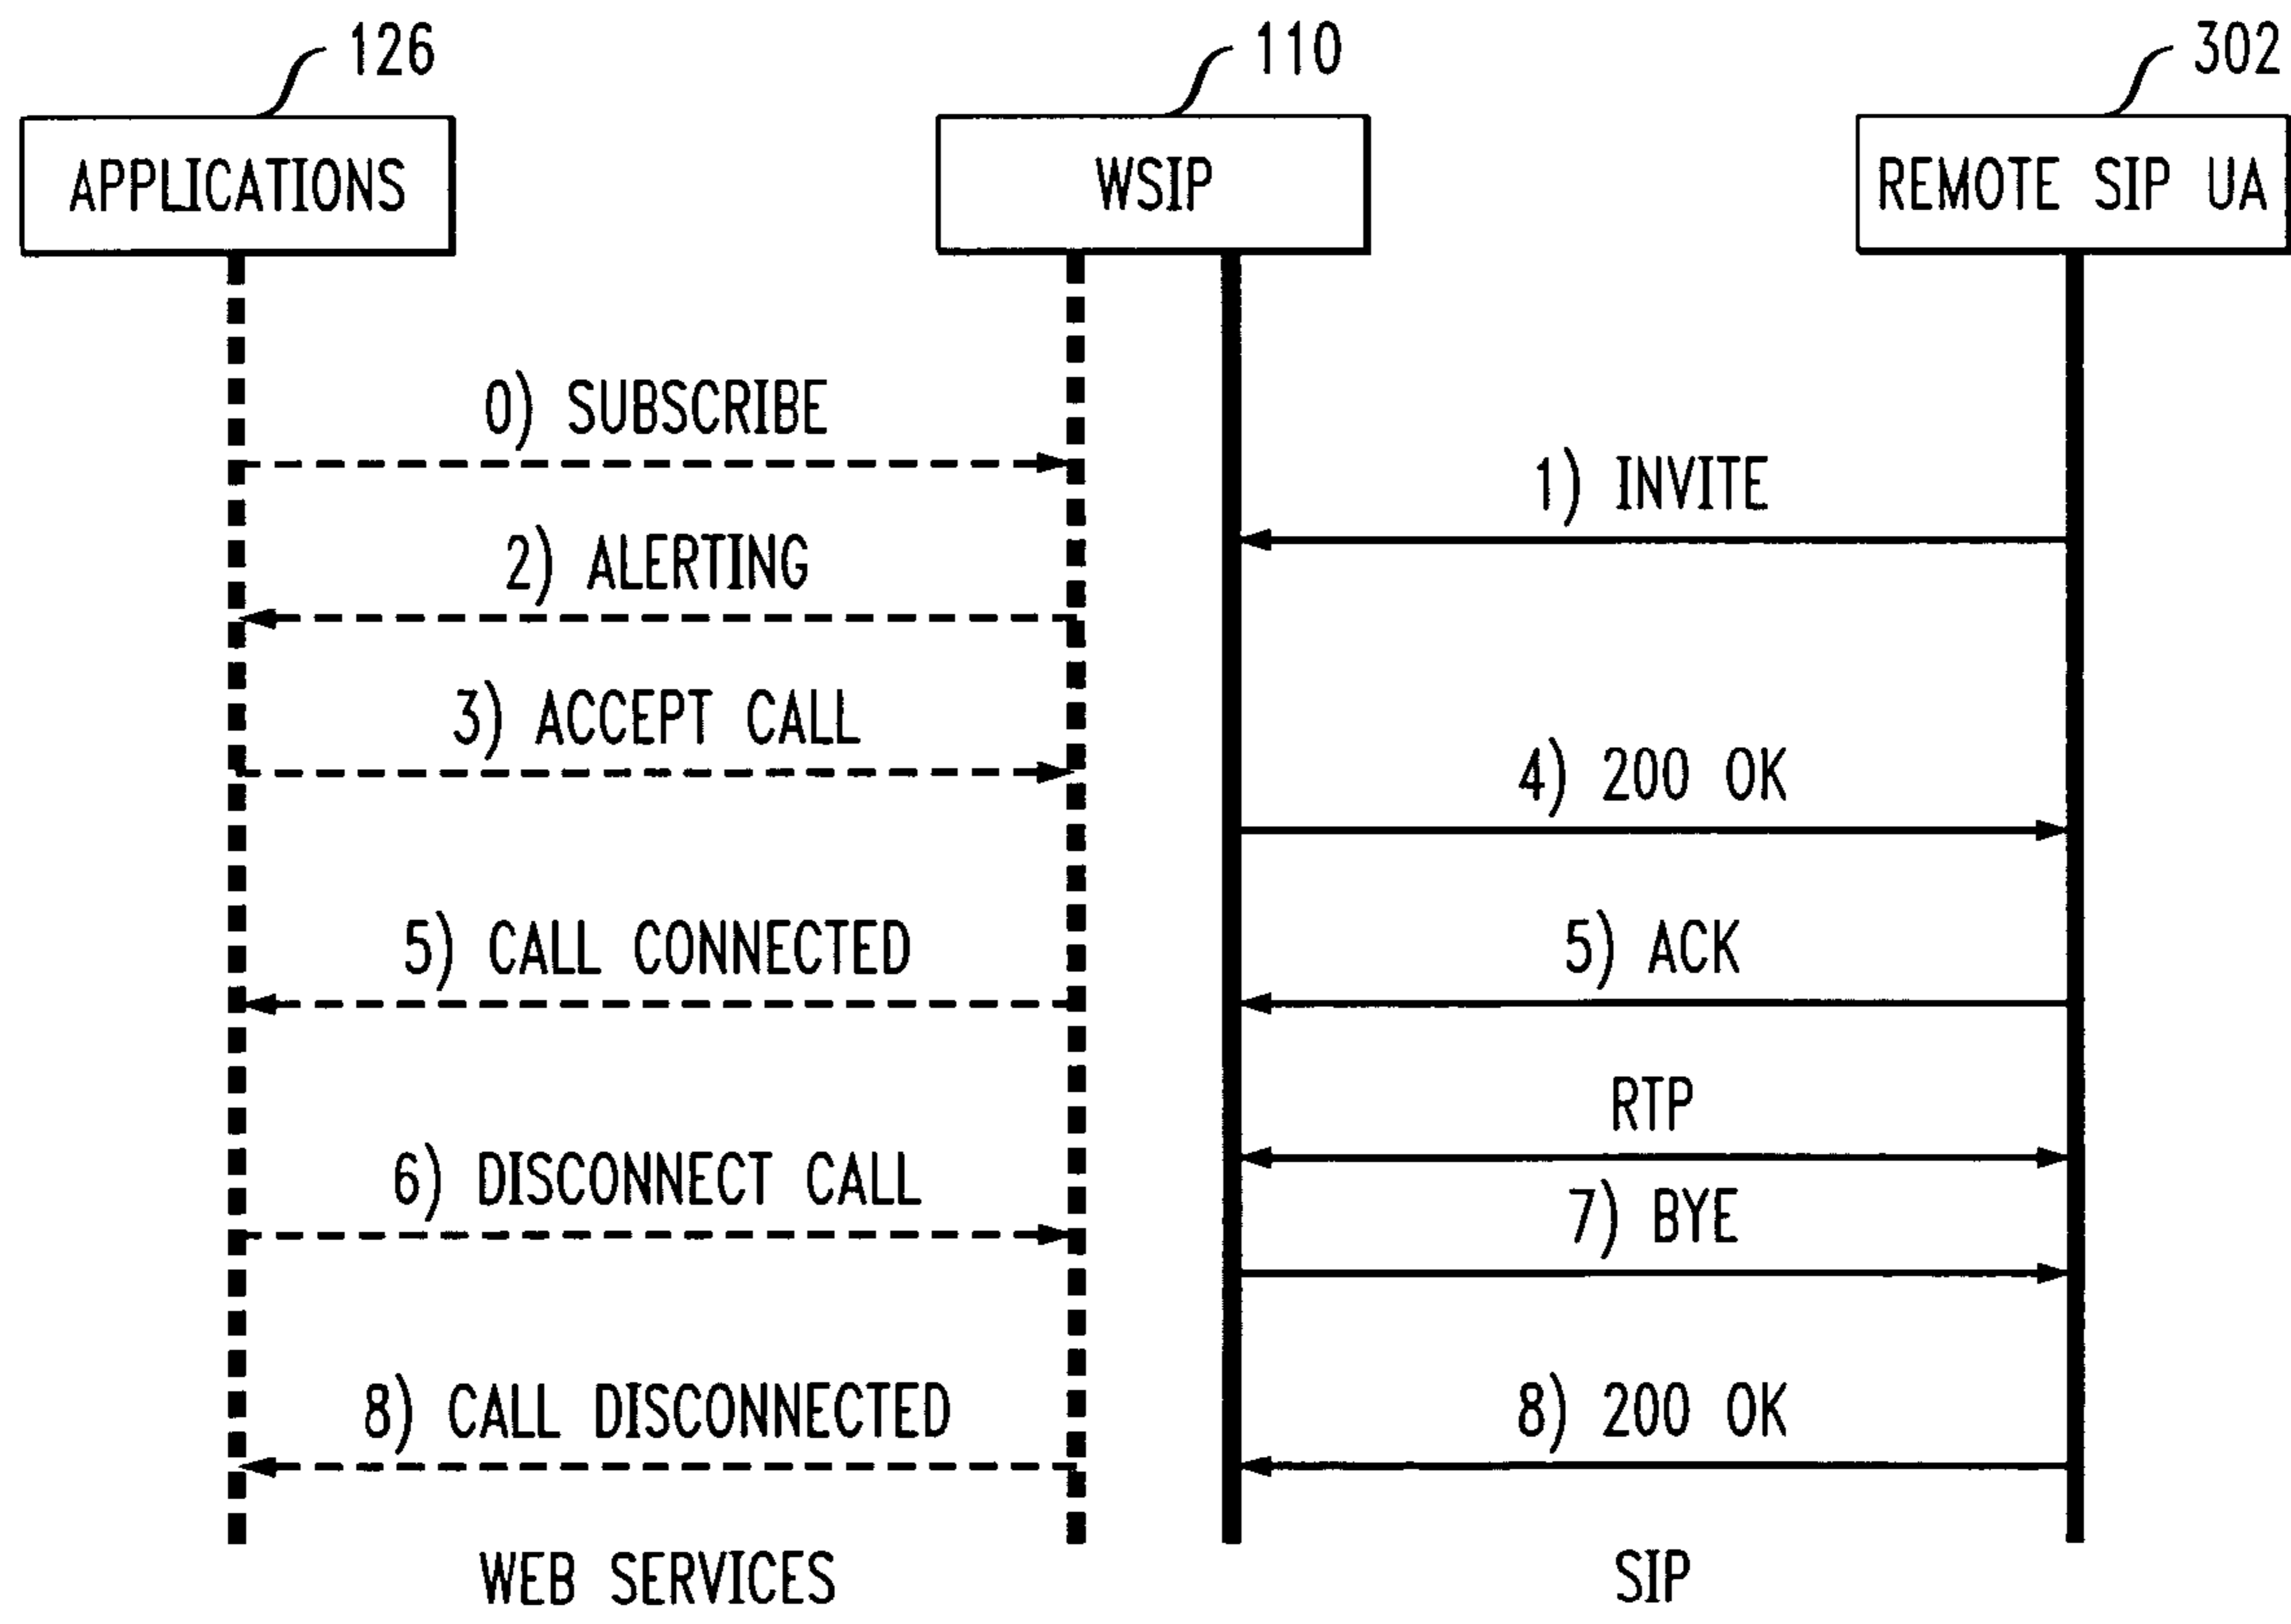 126
110
302
APPLICATIONS
WSIP
REMOTE SIP UA
0) SUBSCRIBE
1) INVITE
2) ALERTING
3) ACCEPT CALL
4) 200 OK
5) CALL CONNECTED
5) ACK
RTP
6) DISCONNECT CALL
7) BYE
8) CALL DISCONNECTED
8) 200 OK
WEB SERVICES
SIP